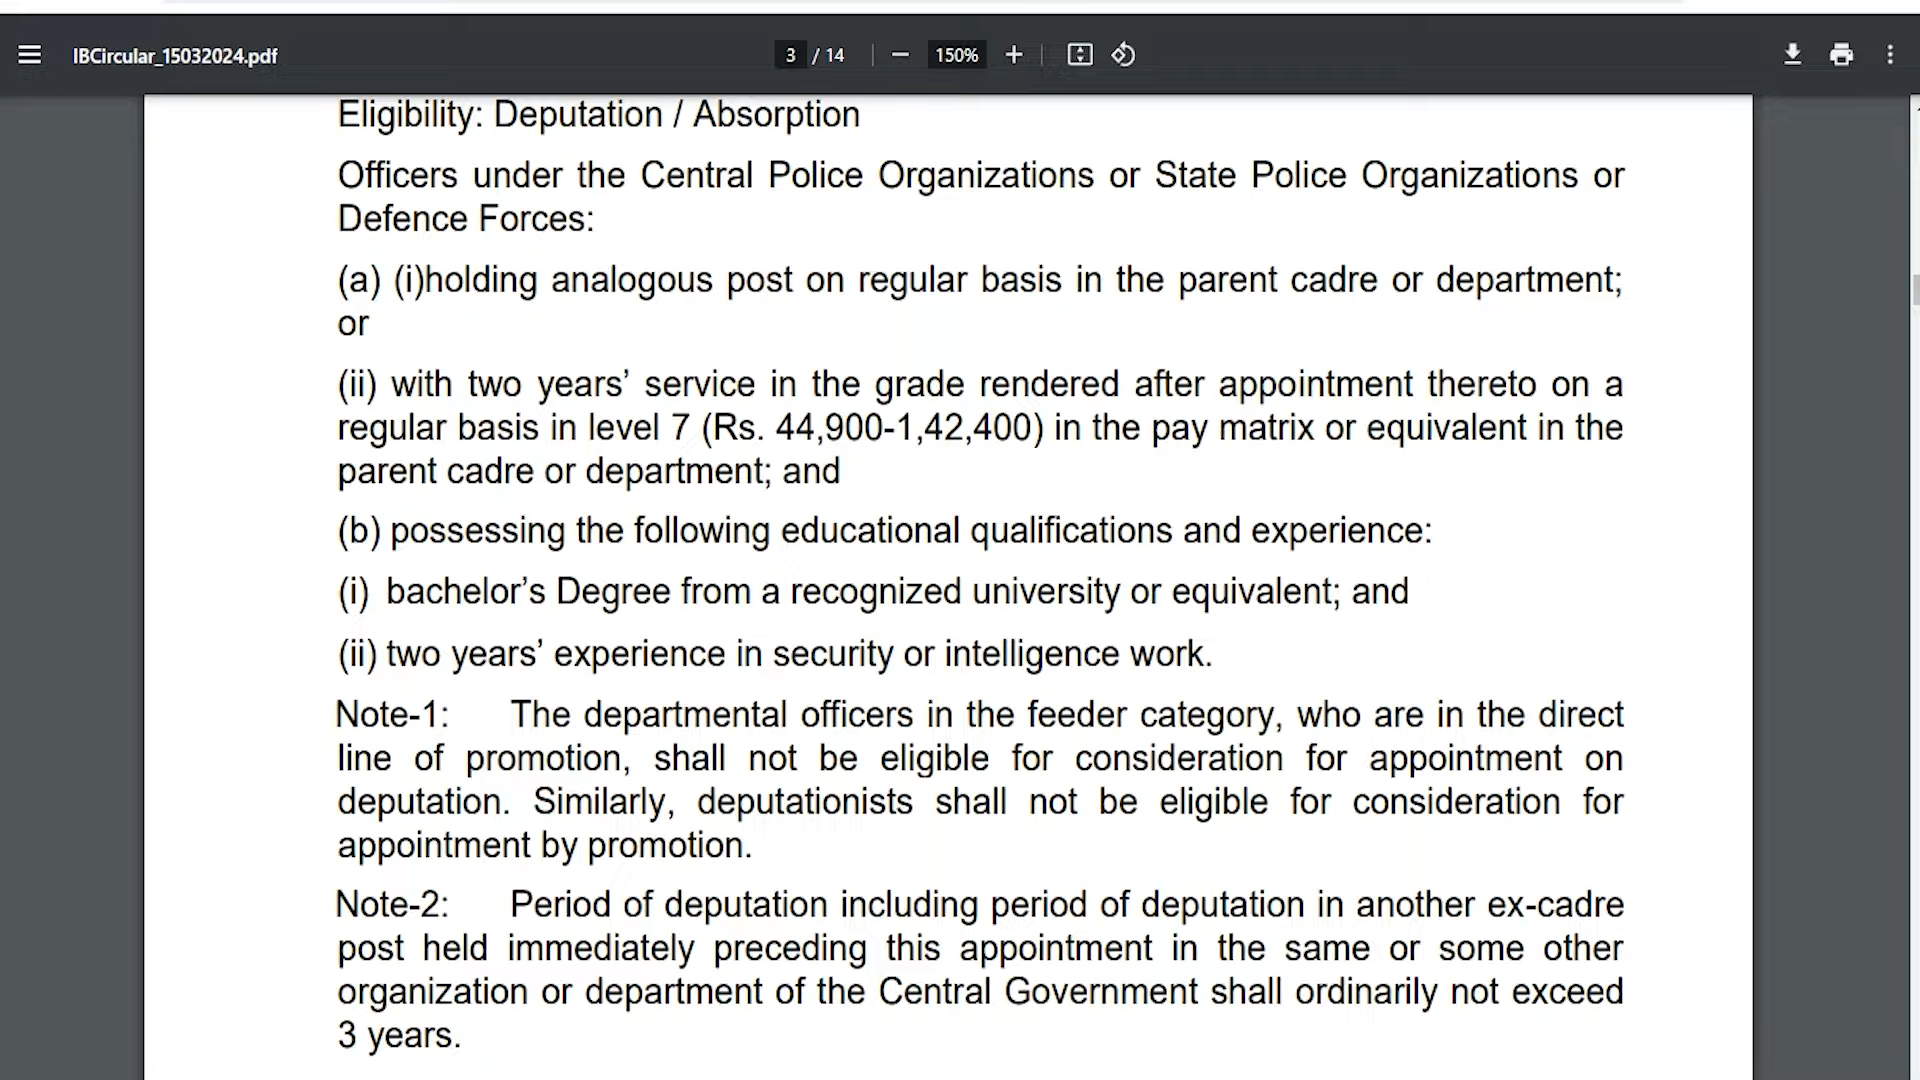 IBCircular_15032024.pdf
3 / 14
150%
Eligibility: Deputation / Absorption
Officers under the Central Police Organizations or State Police Organizations or
Defence Forces:
(a) (i)holding analogous post on regular basis in the parent cadre or department;
or
(ii) with two years’ service in the grade rendered after appointment thereto on a
regular basis in level 7 (Rs. 44,900-1,42,400) in the pay matrix or equivalent in the
parent cadre or department; and
(b) possessing the following educational qualifications and experience:
(i) bachelor’s Degree from a recognized university or equivalent; and
(ii) two years’ experience in security or intelligence work.
Note-1: The departmental officers in the feeder category, who are in the direct
line of promotion, shall not be eligible for consideration for appointment on
deputation. Similarly, deputationists shall not be eligible for consideration for
appointment by promotion.
Note-2: Period of deputation including period of deputation in another ex-cadre
post held immediately preceding this appointment in the same or some other
organization or department of the Central Government shall ordinarily not exceed
3 years.